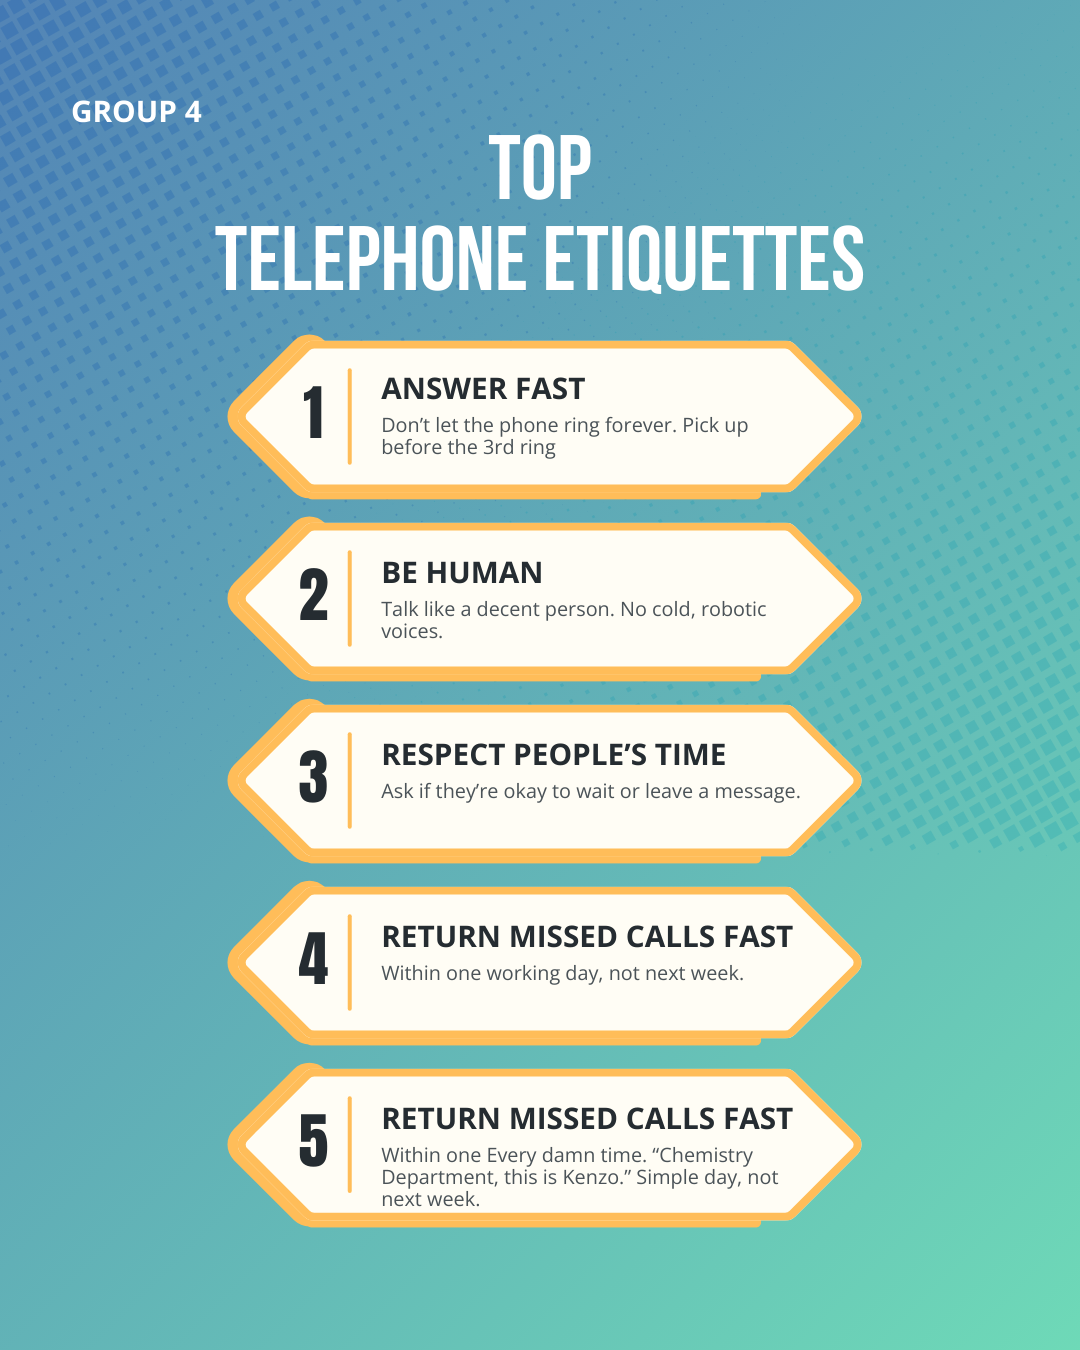 GROUP 4
TOP
TELEPHONE ETIQUETTES
1
ANSWER FAST
Don’t let the phone ring forever. Pick up
before the 3rd ring
2
BE HUMAN
Talk like a decent person. No cold, robotic
voices.
3
RESPECT PEOPLE’S TIME
Ask if they’re okay to wait or leave a message.
4
RETURN MISSED CALLS FAST
Within one working day, not next week.
5
RETURN MISSED CALLS FAST
Within one Every damn time. “Chemistry
Department, this is Kenzo.” Simple day, not
next week.